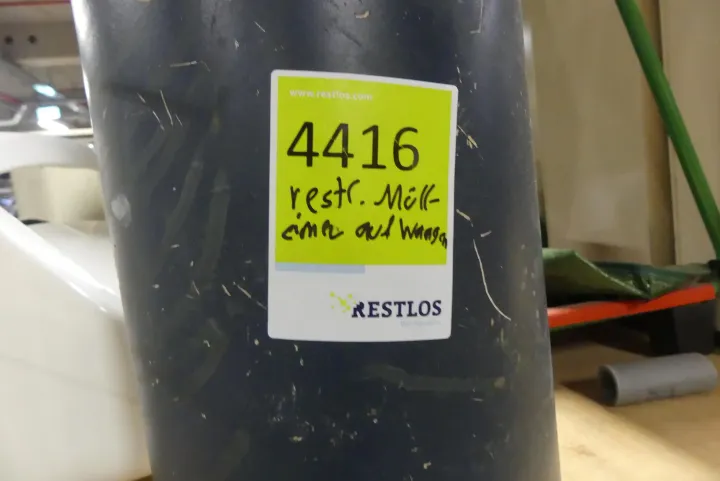 www.restlos.com
4416
restl. Müll-
eimer auf Wagen
RESTLOS